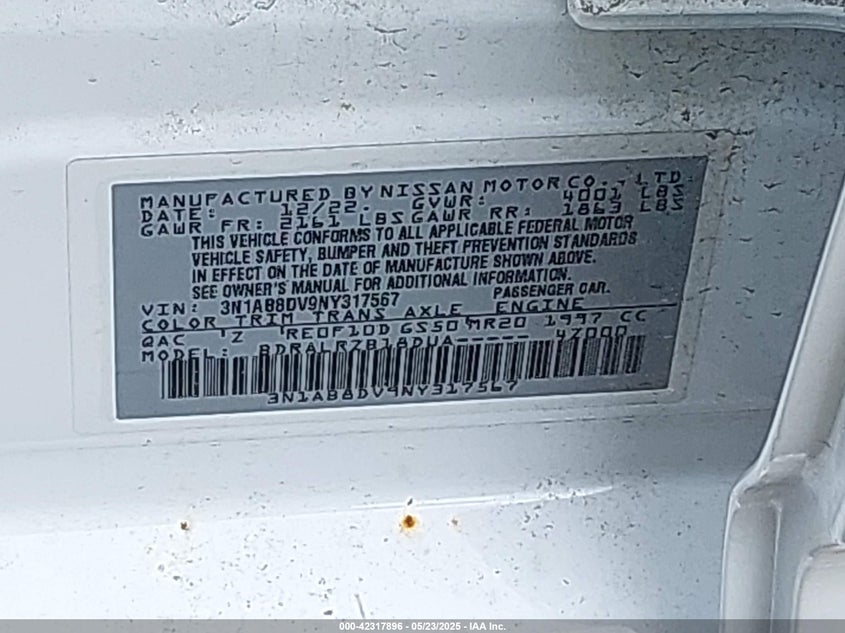 MANUFACTURED BY NISSAN MOTOR CO., LTD.
DATE: 12/22. GVWR: 4001 LBS
GAWR FR: 2161 LBS GAWR RR: 1863 LBS
THIS VEHICLE CONFORMS TO ALL APPLICABLE FEDERAL MOTOR
VEHICLE SAFETY, BUMPER AND THEFT PREVENTION STANDARDS
IN EFFECT ON THE DATE OF MANUFACTURE SHOWN ABOVE.
SEE OWNER'S MANUAL FOR ADDITIONAL INFORMATION.
VIN: 3N1AB8DV9NY317567 PASSENGER CAR.
COLOR TRIM TRANS AXLE ENGINE
QAC 'Z 'RE0F10D GS50 MR20 1997 CC
MODEL: BDRALRZB18DUA----- 4Z000
3N1AB8DV9NY317567
000-42317896 - 05/23/2025 - IAA Inc.